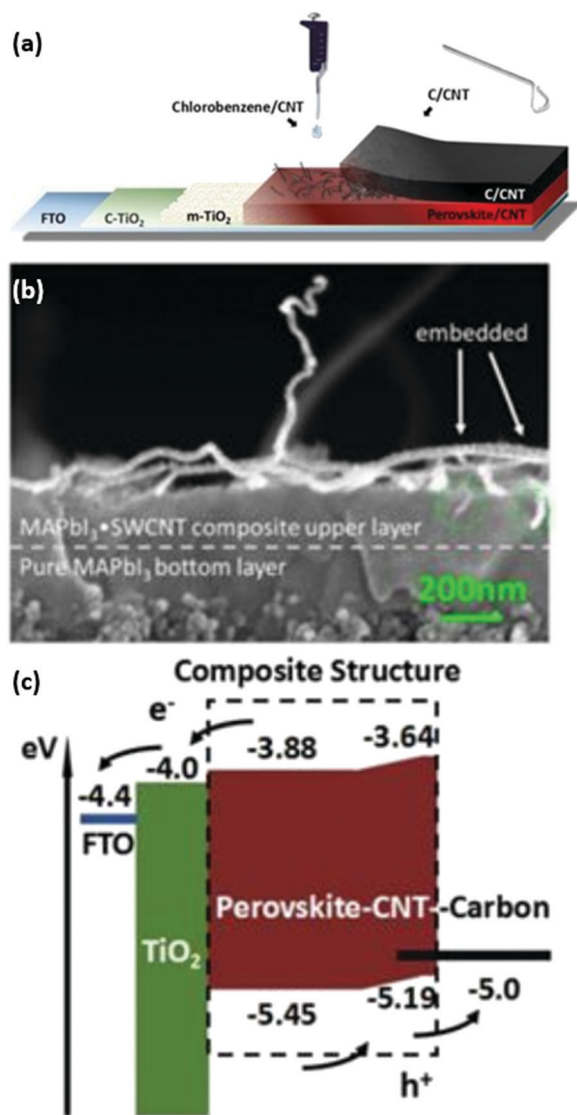 (a)
Chlorobenzene/CNT
C/CNT
C/CNT
FTO
C-TiO₂
m-TiO₂
Perovskite/CNT
(b)
embedded
MAPbI₃•SWCNT composite upper layer
Pure MAPbI₃ bottom layer
200nm
(c)
Composite Structure
e⁻
eV
-3.88
-3.64
-4.0
-4.4
FTO
Perovskite-CNT--Carbon
TiO₂
-5.45
-5.19
-5.0
h⁺